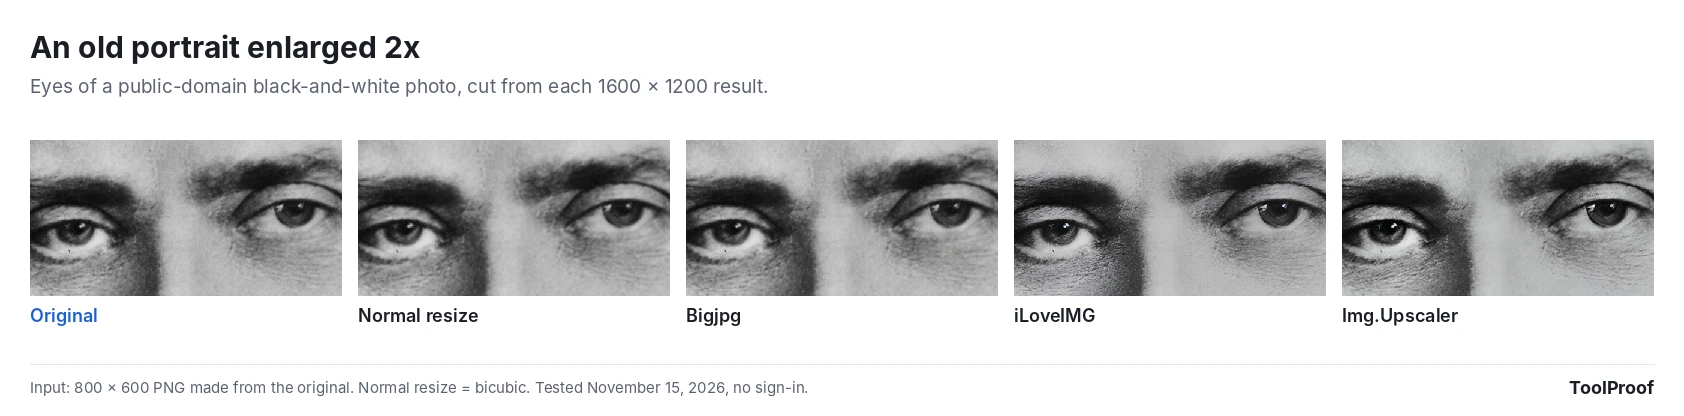 An old portrait enlarged 2x
Eyes of a public-domain black-and-white photo, cut from each 1600 × 1200 result.
Original
Normal resize
Bigjpg
iLoveIMG
Img.Upscaler
Input: 800 × 600 PNG made from the original. Normal resize = bicubic. Tested November 15, 2026, no sign-in.
ToolProof